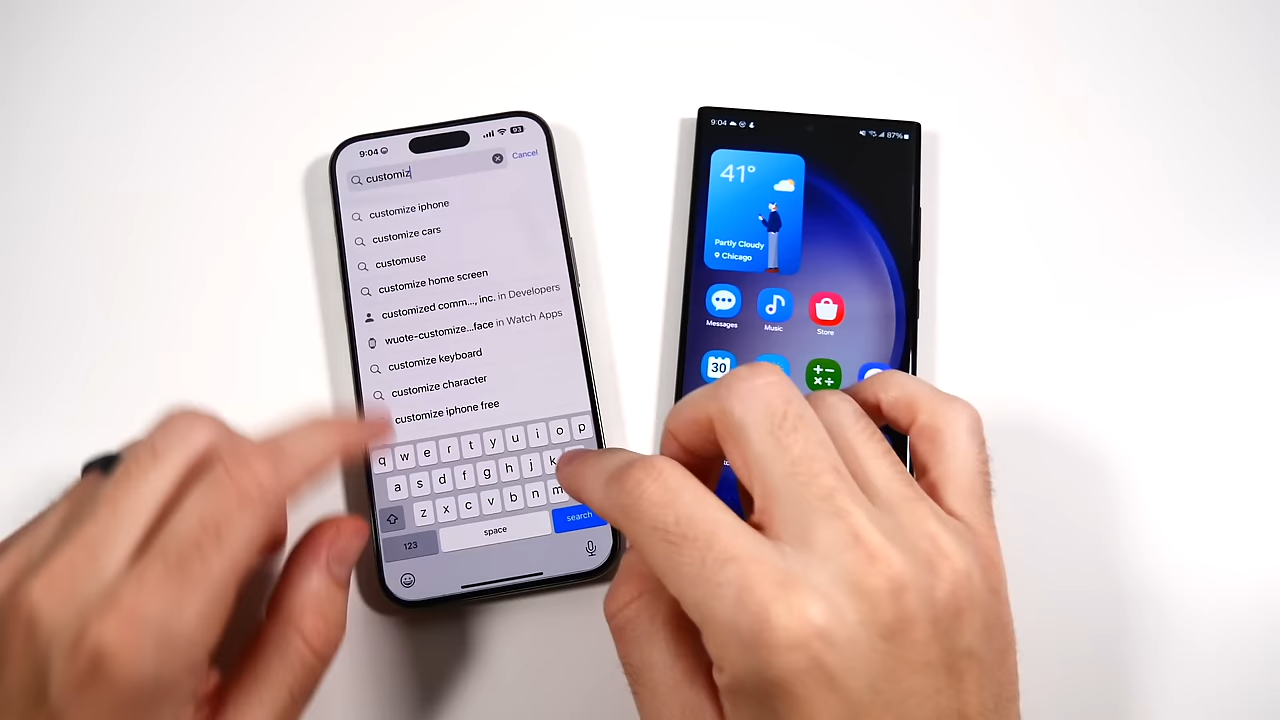 9:04
93
customiz
Cancel
customize iphone
customize cars
customuse
customize home screen
customized comm..., inc. in Developers
wuote-customize...face in Watch Apps
customize keyboard
customize character
customize iphone free
q w e r t y u i o p
a s d f g h j k
z x c v b n m
123
space
search
9:04
87%
41°
Partly Cloudy
Chicago
Messages
Music
Store
30